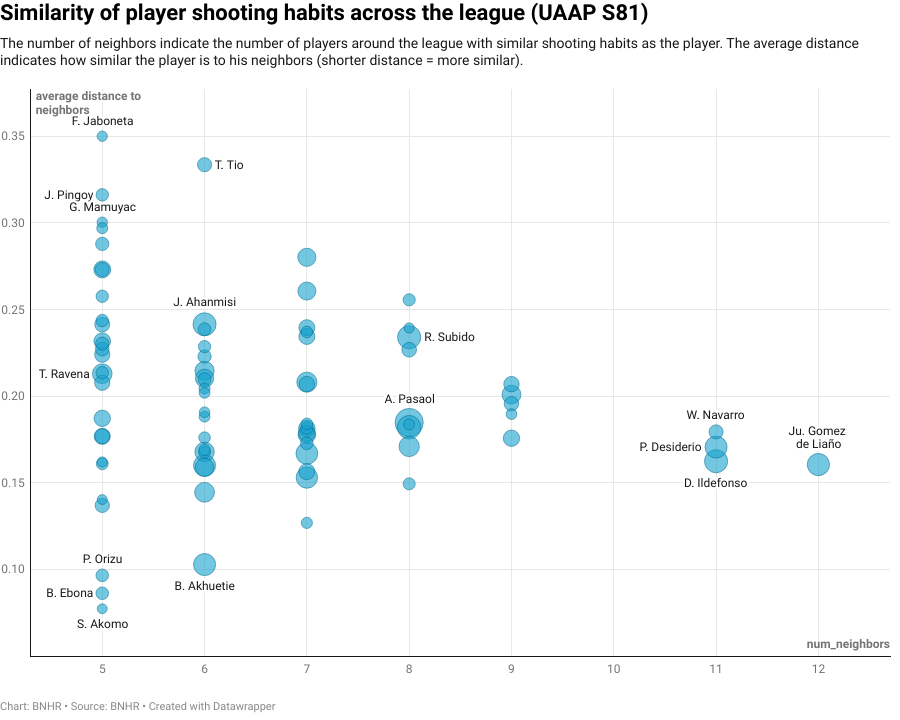 Similarity of player shooting habits across the league (UAAP S81)
The number of neighbors indicate the number of players around the league with similar shooting habits as the player. The average distance
indicates how similar the player is to his neighbors (shorter distance = more similar).
average distance to
neighbors
F. Jaboneta
0.35
T. Tio
J. Pingoy
G. Mamuyac
0.30
J. Ahanmisi
0.25
R. Subido
T. Ravena
0.20
A. Pasaol
W. Navarro
Ju. Gomez
de Liaño
P. Desiderio
0.15
D. Ildefonso
P. Orizu
0.10
B. Akhuetie
B. Ebona
S. Akomo
num_neighbors
5 6 7 8 9 10 11 12
Chart: BNHR • Source: BNHR • Created with Datawrapper